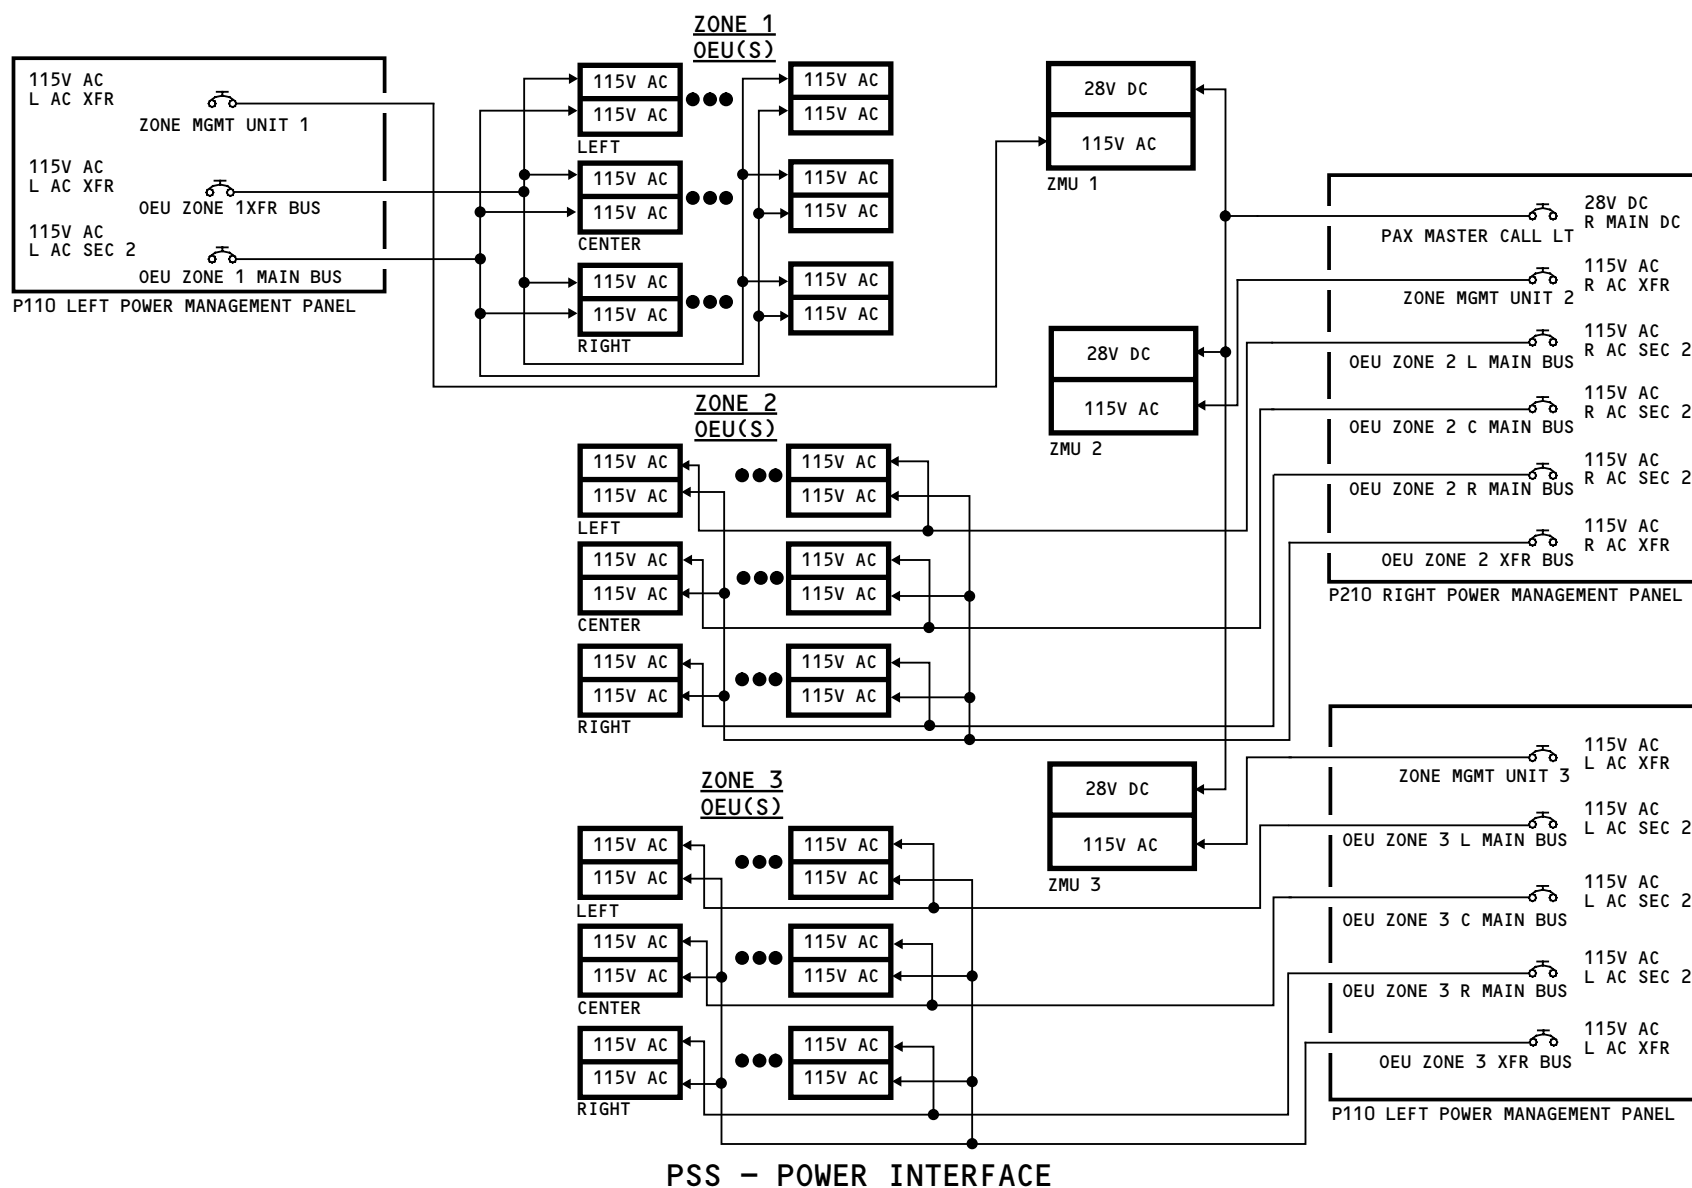 ZONE 1
OEU(S)
115V AC
L AC XFR
ZONE MGMT UNIT 1
115V AC
L AC XFR
OEU ZONE 1XFR BUS
115V AC
L AC SEC 2
OEU ZONE 1 MAIN BUS
P110 LEFT POWER MANAGEMENT PANEL
115V AC
115V AC
LEFT
115V AC
115V AC
115V AC
115V AC
CENTER
115V AC
115V AC
115V AC
115V AC
RIGHT
115V AC
115V AC
28V DC
115V AC
ZMU 1
28V DC
R MAIN DC
PAX MASTER CALL LT
115V AC
R AC XFR
ZONE MGMT UNIT 2
115V AC
R AC SEC 2
OEU ZONE 2 L MAIN BUS
115V AC
R AC SEC 2
OEU ZONE 2 C MAIN BUS
115V AC
R AC SEC 2
OEU ZONE 2 R MAIN BUS
115V AC
R AC XFR
OEU ZONE 2 XFR BUS
P210 RIGHT POWER MANAGEMENT PANEL
28V DC
115V AC
ZMU 2
ZONE 2
OEU(S)
115V AC
115V AC
LEFT
115V AC
115V AC
115V AC
115V AC
CENTER
115V AC
115V AC
115V AC
115V AC
RIGHT
115V AC
115V AC
28V DC
115V AC
ZMU 3
115V AC
L AC XFR
ZONE MGMT UNIT 3
115V AC
L AC SEC 2
OEU ZONE 3 L MAIN BUS
115V AC
L AC SEC 2
OEU ZONE 3 C MAIN BUS
115V AC
L AC SEC 2
OEU ZONE 3 R MAIN BUS
115V AC
L AC XFR
OEU ZONE 3 XFR BUS
P110 LEFT POWER MANAGEMENT PANEL
ZONE 3
OEU(S)
115V AC
115V AC
LEFT
115V AC
115V AC
115V AC
115V AC
CENTER
115V AC
115V AC
115V AC
115V AC
RIGHT
115V AC
115V AC
PSS – POWER INTERFACE